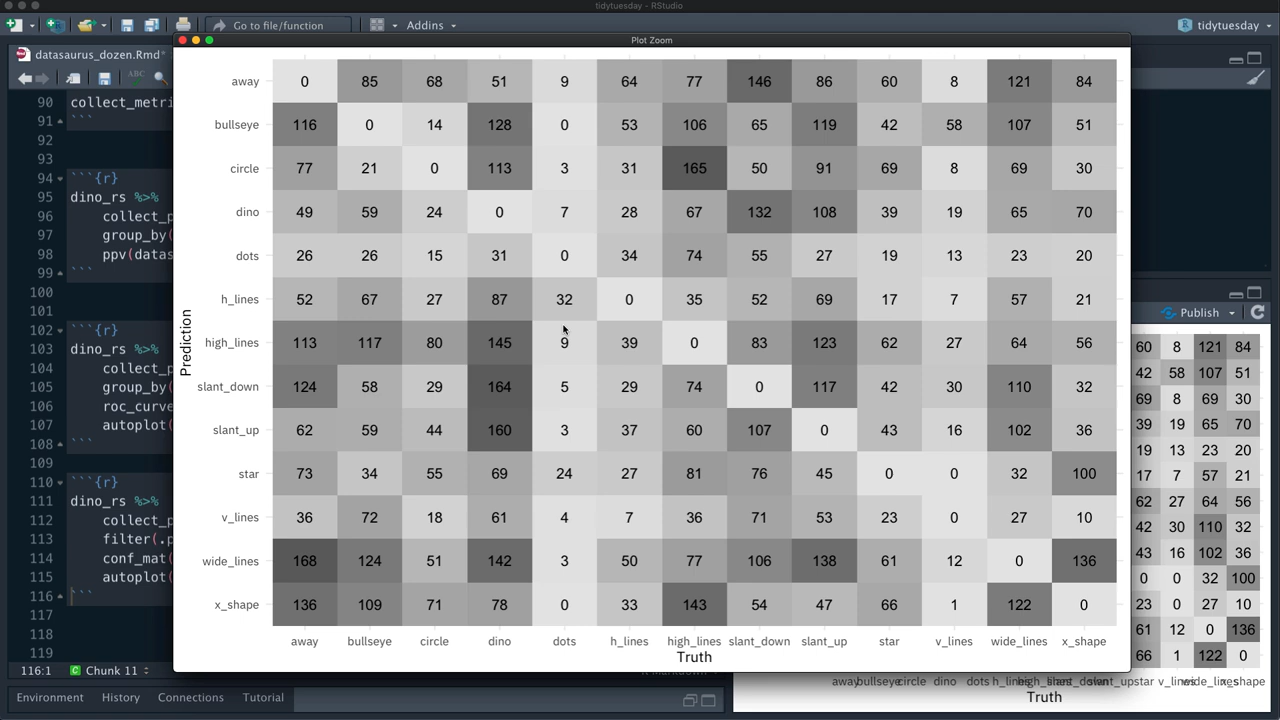 tidytuesday - RStudio
Go to file/function Addins tidytuesday
datasaurus_dozen.Rmd* Plot Zoom
90 collect_metri
91 ```
92
93
94 ```{r}
95 dino_rs %>%
96 collect_p
97 group_by(
98 ppv(datas
99 ```
100
101
102 ```{r}
103 dino_rs %>%
104 collect_p
105 group_by(
106 roc_curve
107 autoplot(
108 ```
109
110 ```{r}
111 dino_rs %>%
112 collect_p
113 filter(.p
114 conf_mat(
115 autoplot(
116 ```
117
118
119
116:1 Chunk 11
R Markdown
Environment History Connections Tutorial
Prediction
away 0 85 68 51 9 64 77 146 86 60 8 121 84
bullseye 116 0 14 128 0 53 106 65 119 42 58 107 51
circle 77 21 0 113 3 31 165 50 91 69 8 69 30
dino 49 59 24 0 7 28 67 132 108 39 19 65 70
dots 26 26 15 31 0 34 74 55 27 19 13 23 20
h_lines 52 67 27 87 32 0 35 52 69 17 7 57 21
high_lines 113 117 80 145 9 39 0 83 123 62 27 64 56
slant_down 124 58 29 164 5 29 74 0 117 42 30 110 32
slant_up 62 59 44 160 3 37 60 107 0 43 16 102 36
star 73 34 55 69 24 27 81 76 45 0 0 32 100
v_lines 36 72 18 61 4 7 36 71 53 23 0 27 10
wide_lines 168 124 51 142 3 50 77 106 138 61 12 0 136
x_shape 136 109 71 78 0 33 143 54 47 66 1 122 0
away bullseye circle dino dots h_lines high_lines slant_down slant_up star v_lines wide_lines x_shape
Truth
Publish
60 8 121 84
42 58 107 51
69 8 69 30
39 19 65 70
19 13 23 20
17 7 57 21
62 27 64 56
42 30 110 32
43 16 102 36
0 0 32 100
23 0 27 10
61 12 0 136
66 1 122 0
away bullseye circle dino dots h_lines high_lines slant_down slant_up star v_lines wide_lines x_shape
Truth